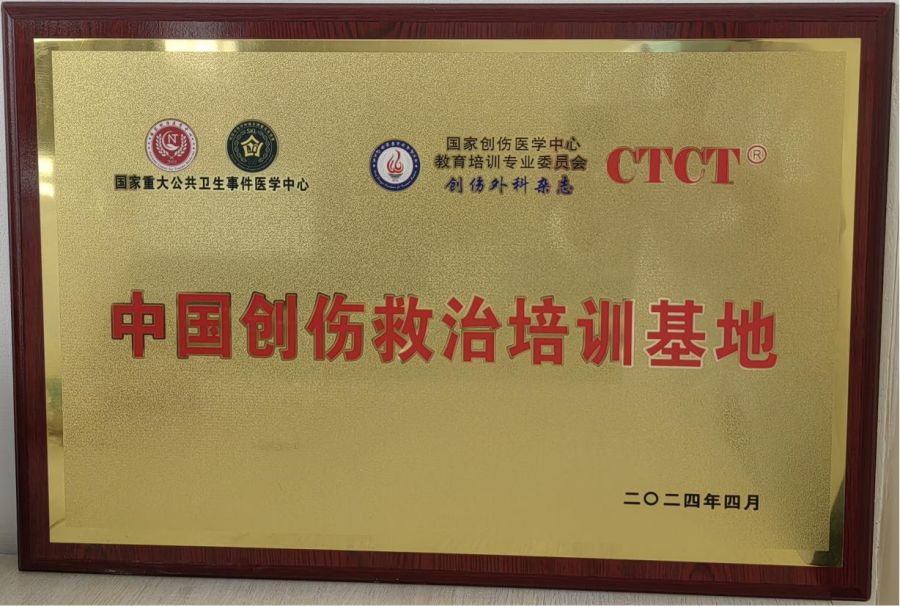 国家重大公共卫生事件医学中心
国家创伤医学中心
教育培训专业委员会
创伤外科杂志
CTCT®
中国创伤救治培训基地
二〇二四年四月